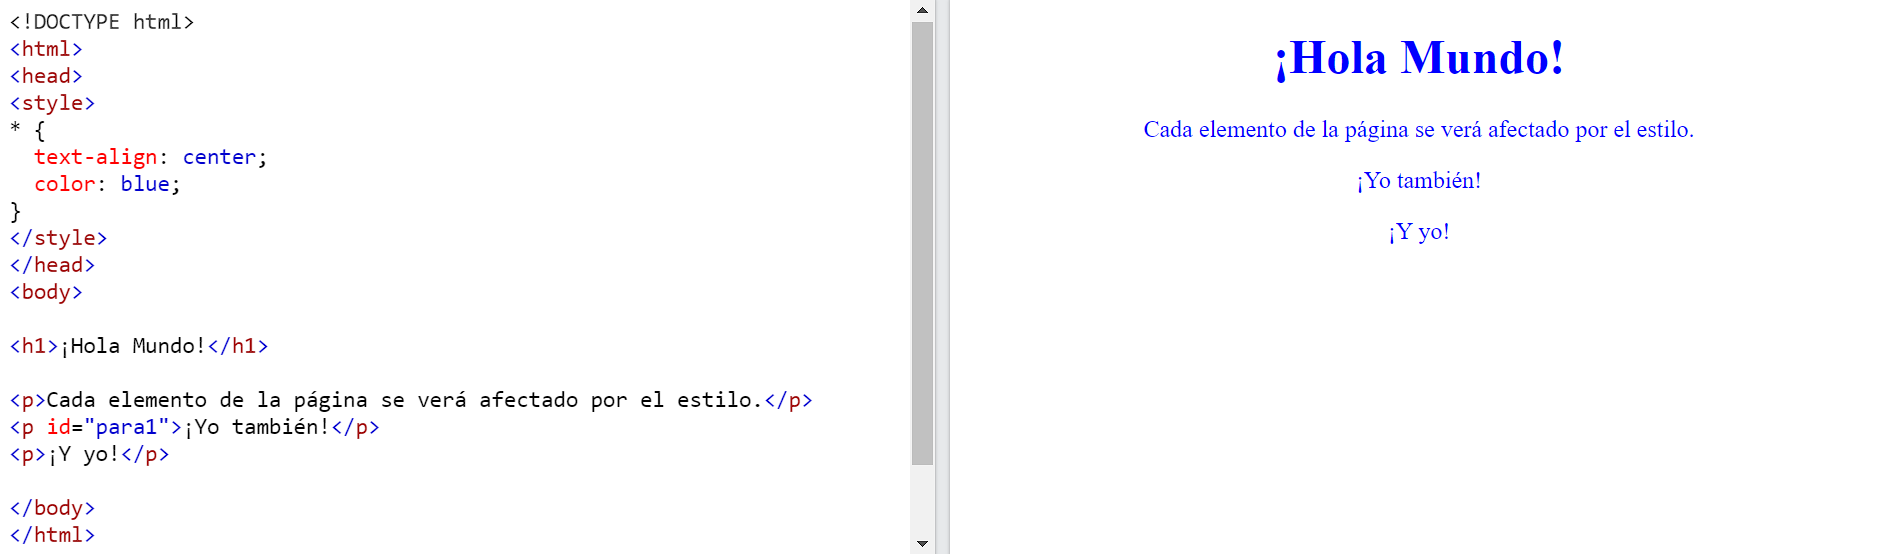 <!DOCTYPE html>
<html>
<head>
<style>
* {
  text-align: center;
  color: blue;
}
</style>
</head>
<body>

<h1>¡Hola Mundo!</h1>

<p>Cada elemento de la página se verá afectado por el estilo.</p>
<p id="para1">¡Yo también!</p>
<p>¡Y yo!</p>

</body>
</html>
¡Hola Mundo!
Cada elemento de la página se verá afectado por el estilo.
¡Yo también!
¡Y yo!